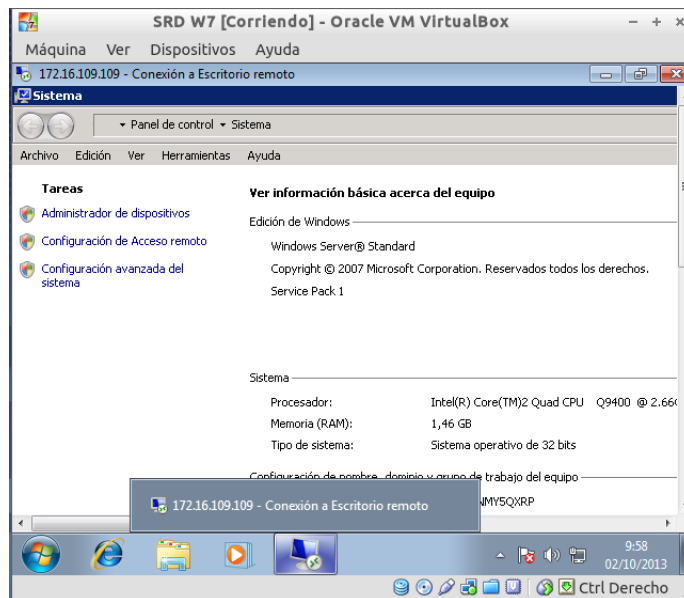 SRD W7 [Corriendo] - Oracle VM VirtualBox
Máquina Ver Dispositivos Ayuda
172.16.109.109 - Conexión a Escritorio remoto
Sistema
Panel de control Sistema
Archivo Edición Ver Herramientas Ayuda
Tareas
Administrador de dispositivos
Configuración de Acceso remoto
Configuración avanzada del
sistema
Ver información básica acerca del equipo
Edición de Windows
Windows Server® Standard
Copyright © 2007 Microsoft Corporation. Reservados todos los derechos.
Service Pack 1
Sistema
Procesador: Intel(R) Core(TM)2 Quad CPU Q9400 @ 2.66
Memoria (RAM): 1,46 GB
Tipo de sistema: Sistema operativo de 32 bits
Configuración de nombre, dominio y grupo de trabajo del equipo
172.16.109.109 - Conexión a Escritorio remoto
MY5QXRP
9:58
02/10/2013
Ctrl Derecho